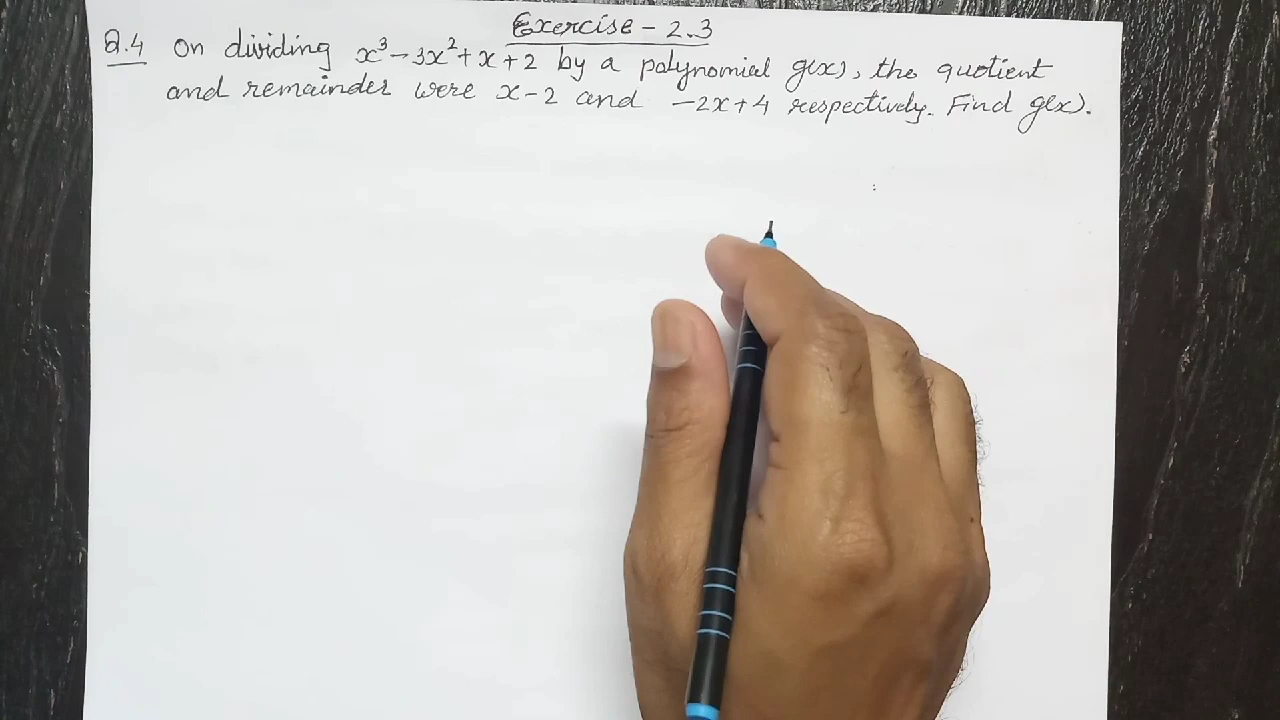 Exercise - 2.3
Q.4 On dividing x³-3x²+x+2 by a polynomial g(x), the quotient
and remainder were x-2 and -2x+4 respectively. Find g(x).